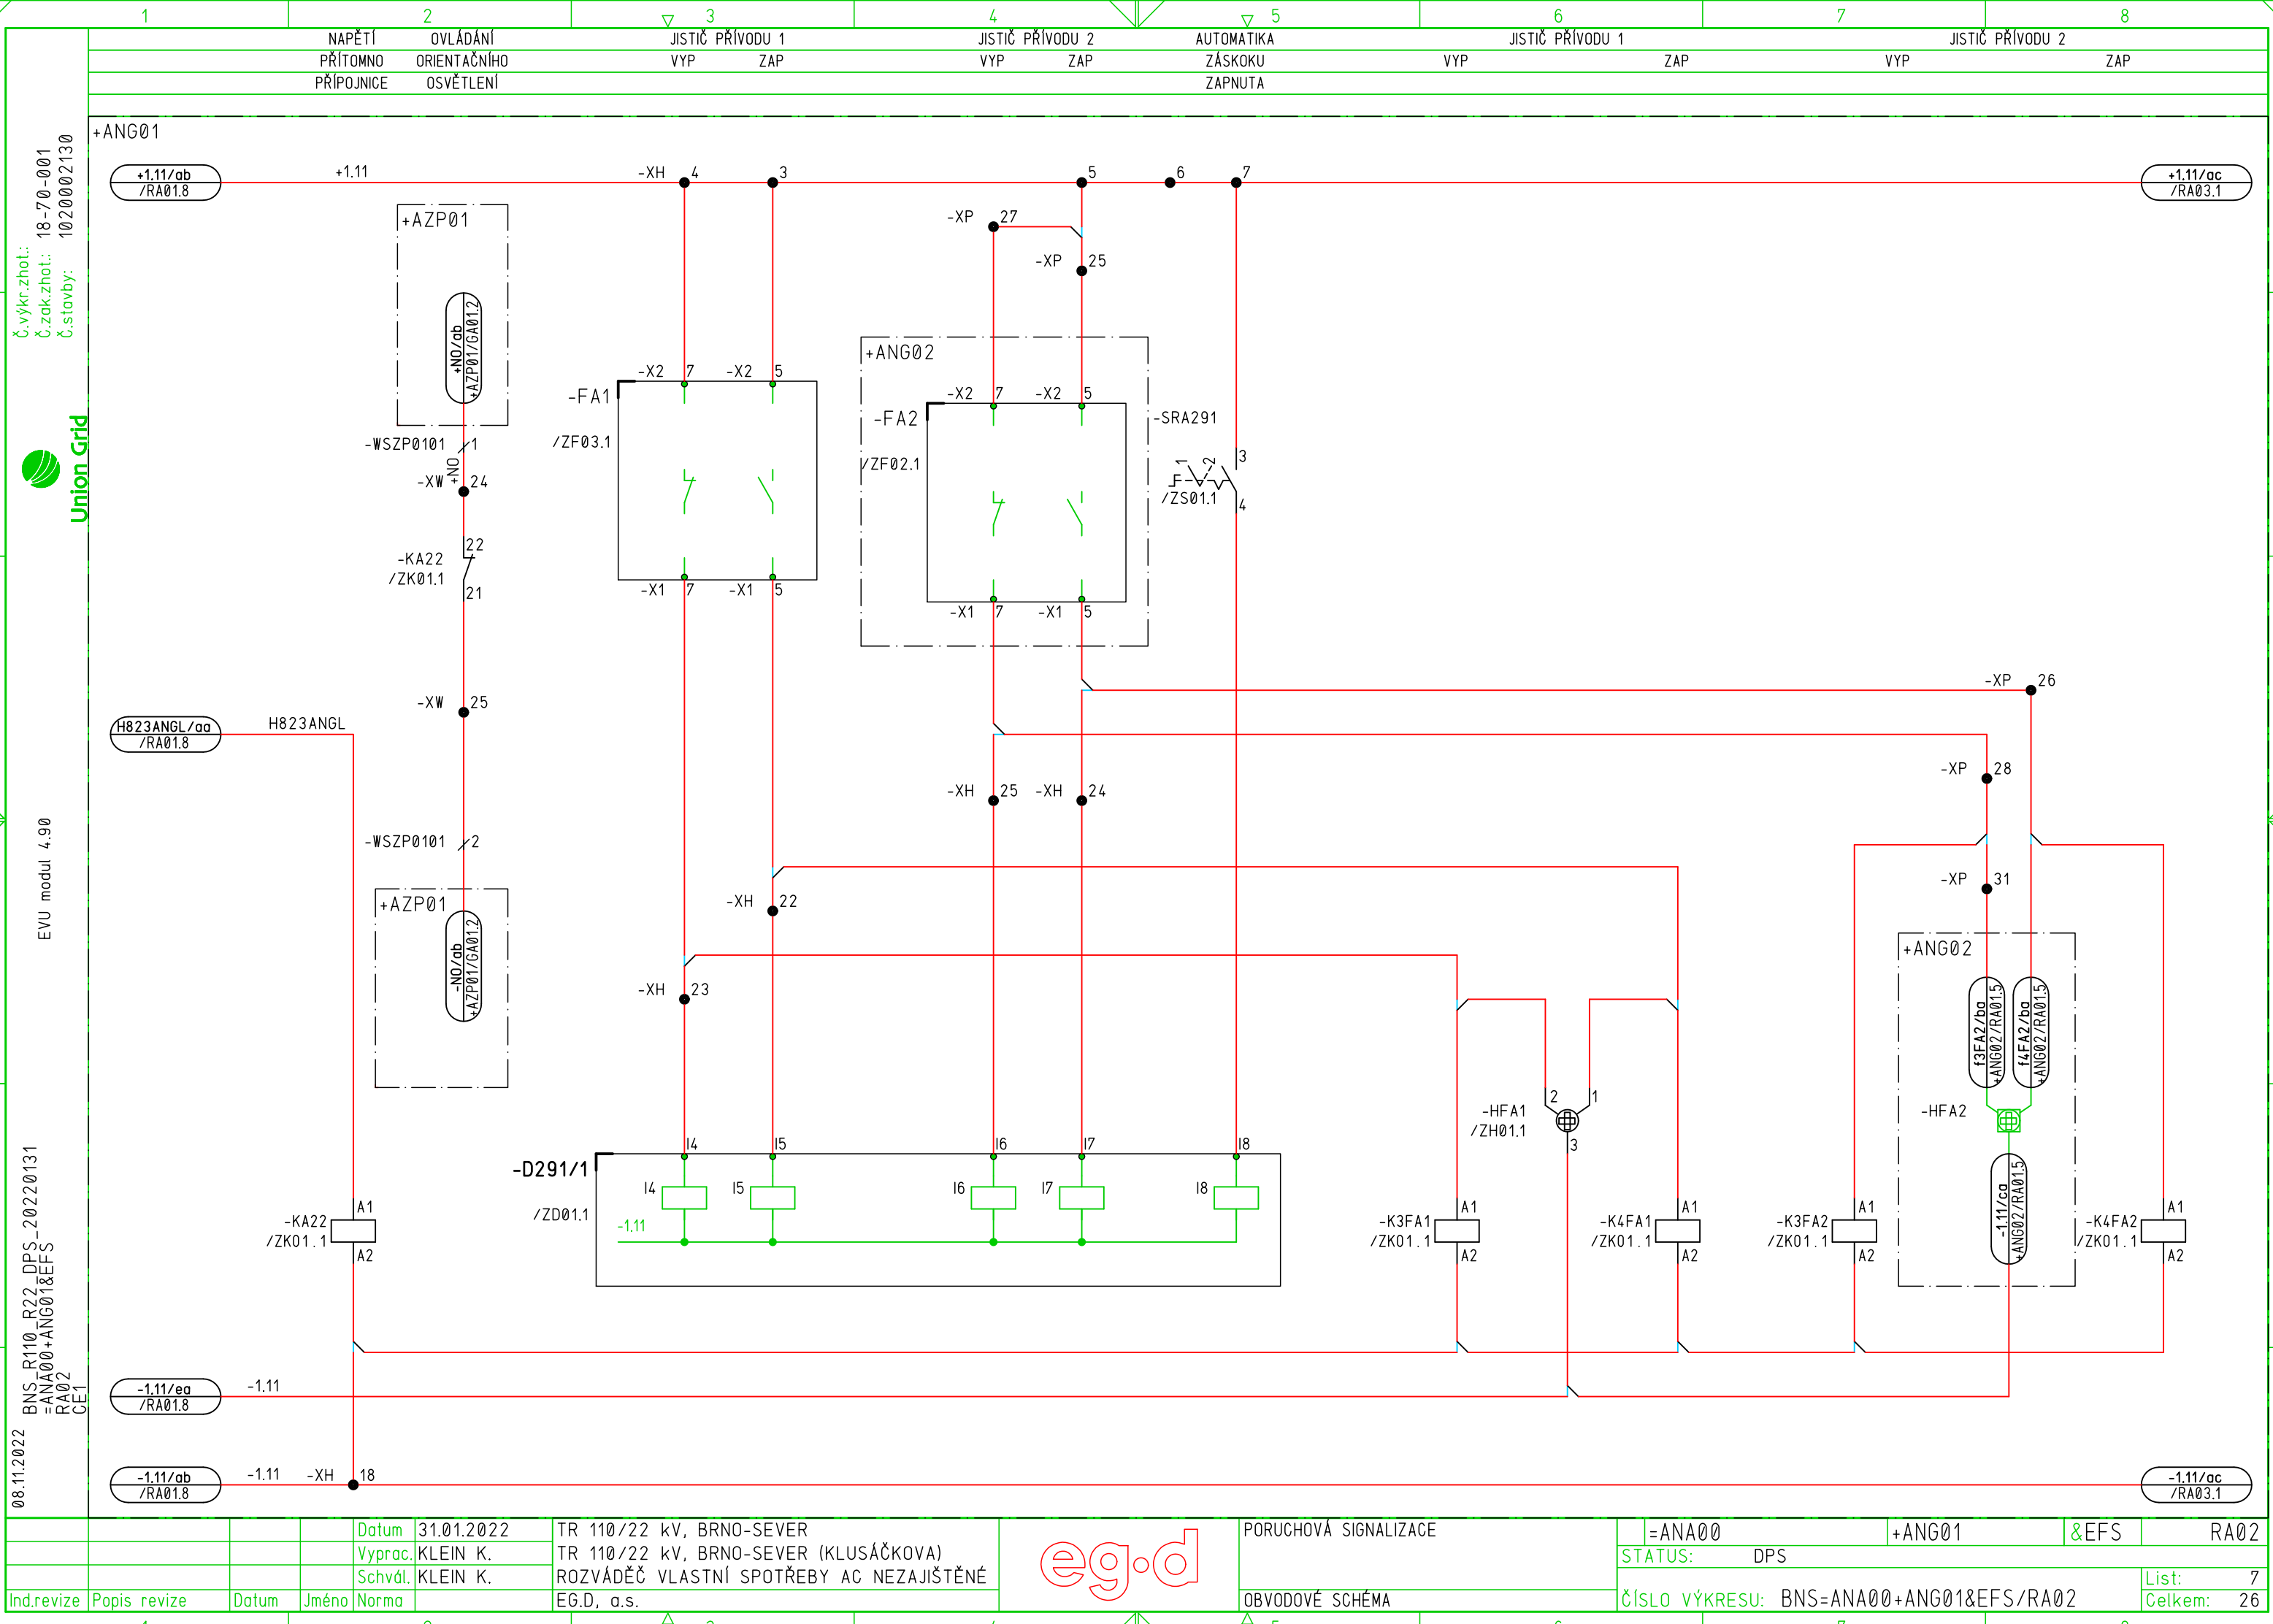 1 2 3 4 5 6 7 8
NAPĚTÍ OVLÁDÁNÍ JISTIČ PŘÍVODU 1 JISTIČ PŘÍVODU 2 AUTOMATIKA JISTIČ PŘÍVODU 1 JISTIČ PŘÍVODU 2
PŘÍTOMNO ORIENTAČNÍHO VYP ZAP VYP ZAP ZÁSKOKU VYP ZAP VYP ZAP
PŘÍPOJNICE OSVĚTLENÍ ZAPNUTA
+ANG01
+1.11/ab
/RA01.8
+1.11
-XH 4 3 5 6 7
+1.11/ac
/RA03.1
+AZP01
+NO/ab
+AZP01/GA01.2
-WSZP0101 1
+NO
-XW 24
-KA22
/ZK01.1
22
21
-XW 25
-WSZP0101 2
+AZP01
-NO/ab
+AZP01/GA01.2
-XP 27
-XP 25
-X2 7 -X2 5
-FA1
/ZF03.1
-X1 7 -X1 5
+ANG02
-X2 7 -X2 5
-FA2
/ZF02.1
-X1 7 -X1 5
-SRA291
1 2
3
4
/ZS01.1
-XP 26
H823ANGL/aa
/RA01.8
H823ANGL
-XP 28
-XH 25 -XH 24
-XP 31
-XH 22
-XH 23
+ANG02
f3FA2/ba
+ANG02/RA01.5
f4FA2/ba
+ANG02/RA01.5
-HFA2
-1.11/ca
+ANG02/RA01.5
-HFA1
/ZH01.1
2 1
3
-D291/1
/ZD01.1
I4 I5 I6 I7 I8
I4 I5 I6 I7 I8
-1.11
-KA22
/ZK01.1
A1
A2
-K3FA1
/ZK01.1
A1
A2
-K4FA1
/ZK01.1
A1
A2
-K3FA2
/ZK01.1
A1
A2
-K4FA2
/ZK01.1
A1
A2
-1.11/ea
/RA01.8
-1.11
-1.11/ab
/RA01.8
-1.11 -XH 18
-1.11/ac
/RA03.1
Č.výkr.zhot.:
Č.zak.zhot.: 18-70-001
Č.stavby: 1020002130
Union Grid
EVU modul 4.90
BNS_R110_R22_DPS_20220131
=ANA00+ANG01&EFS
RA02
CE1
08.11.2022
Datum 31.01.2022
Vyprac. KLEIN K.
Schvál. KLEIN K.
Ind.revize Popis revize Datum Jméno Norma
TR 110/22 kV, BRNO-SEVER
TR 110/22 kV, BRNO-SEVER (KLUSÁČKOVA)
ROZVÁDĚČ VLASTNÍ SPOTŘEBY AC NEZAJIŠTĚNÉ
EG.D, a.s.
eg·d
PORUCHOVÁ SIGNALIZACE
OBVODOVÉ SCHÉMA
=ANA00 +ANG01 &EFS RA02
STATUS: DPS
ČÍSLO VÝKRESU: BNS=ANA00+ANG01&EFS/RA02
List: 7
Celkem: 26